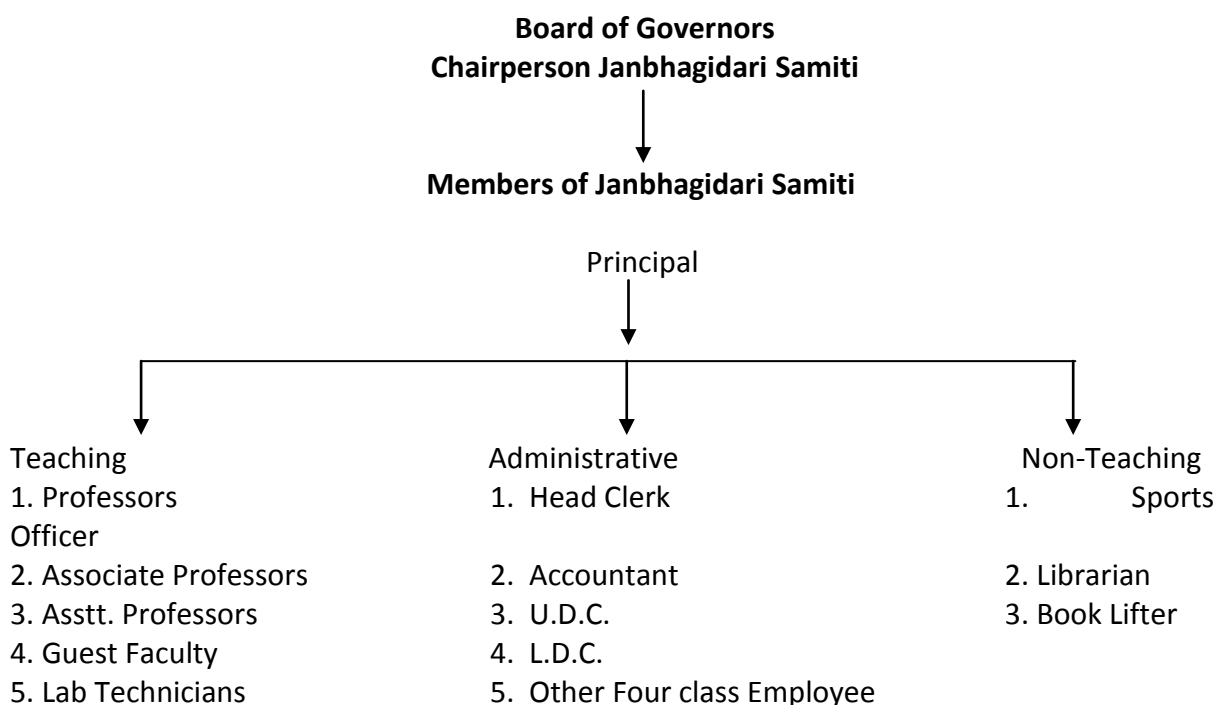 Board of Governors
Chairperson Janbhagidari Samiti
Members of Janbhagidari Samiti
Principal
Teaching Administrative Non-Teaching
1. Professors 1. Head Clerk 1. Sports
Officer
2. Associate Professors 2. Accountant 2. Librarian
3. Asstt. Professors 3. U.D.C. 3. Book Lifter
4. Guest Faculty 4. L.D.C.
5. Lab Technicians 5. Other Four class Employee